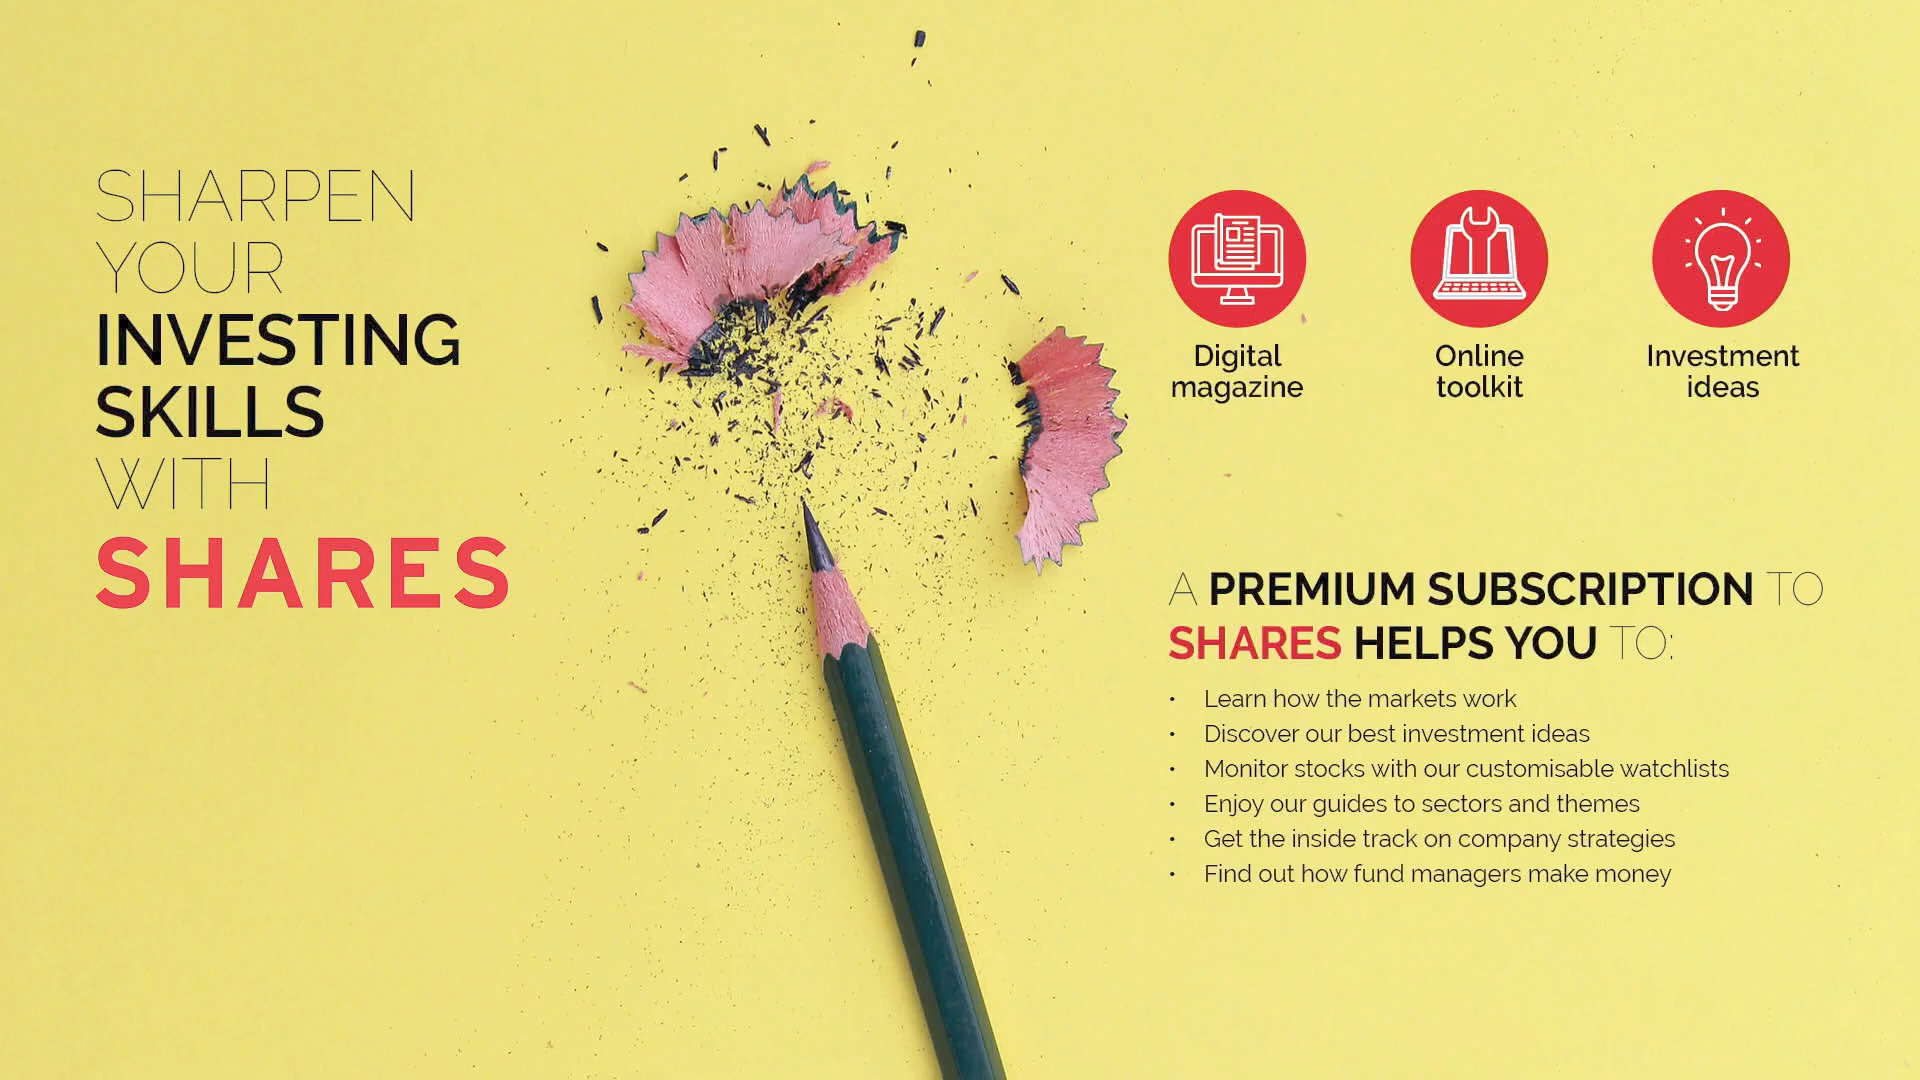 SHARPEN
YOUR
INVESTING
SKILLS
WITH
SHARES
Digital
magazine
Online
toolkit
Investment
ideas
A PREMIUM SUBSCRIPTION TO
SHARES HELPS YOU TO:
• Learn how the markets work
• Discover our best investment ideas
• Monitor stocks with our customisable watchlists
• Enjoy our guides to sectors and themes
• Get the inside track on company strategies
• Find out how fund managers make money